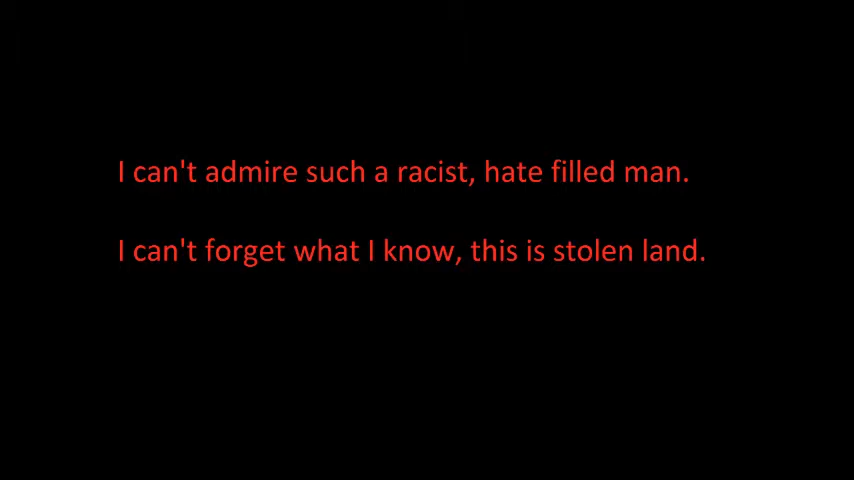 I can't admire such a racist, hate filled man.
I can't forget what I know, this is stolen land.